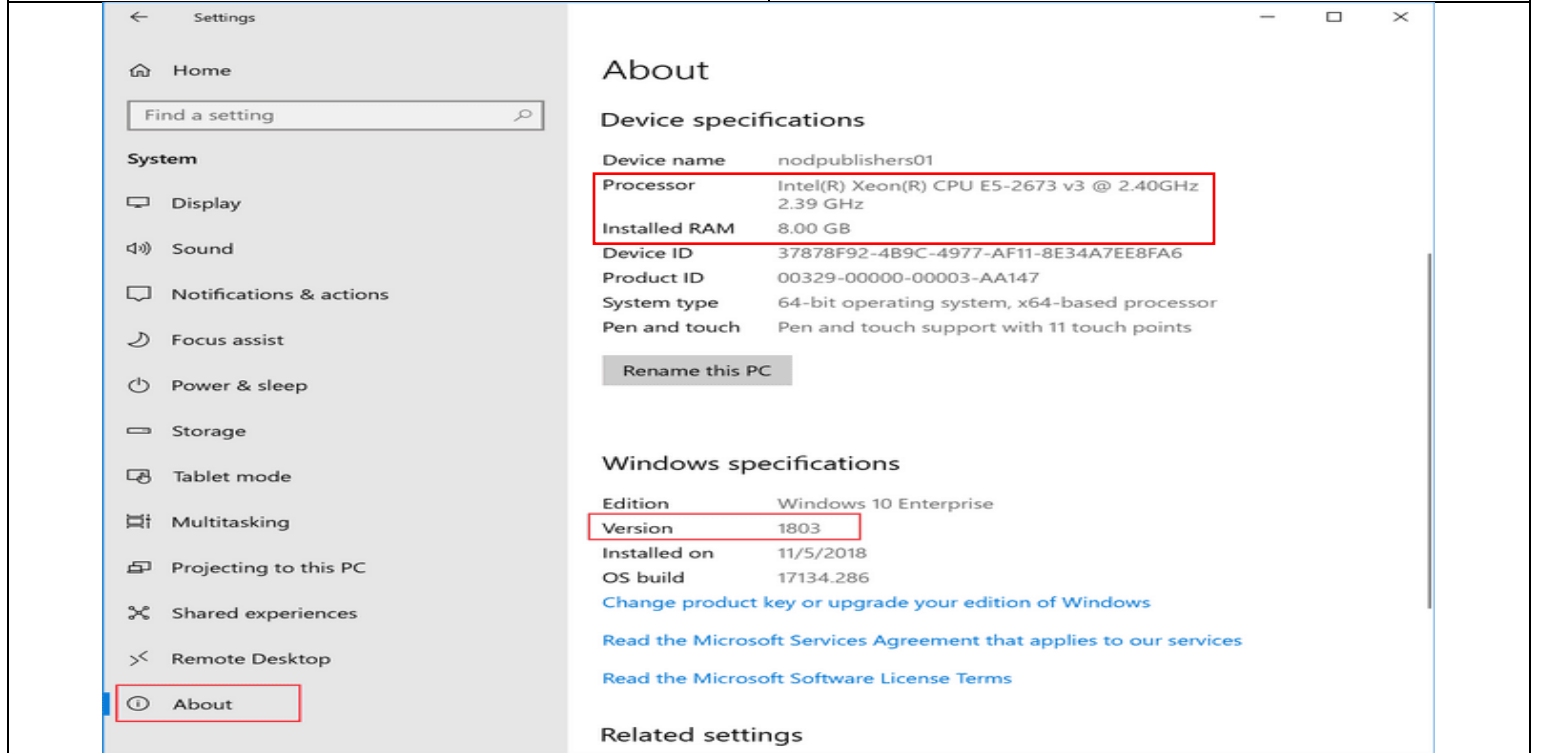 Settings
Home
Find a setting
System
Display
Sound
Notifications & actions
Focus assist
Power & sleep
Storage
Tablet mode
Multitasking
Projecting to this PC
Shared experiences
Remote Desktop
About
About
Device specifications
Device name nodpublishers01
Processor Intel(R) Xeon(R) CPU E5-2673 v3 @ 2.40GHz
2.39 GHz
Installed RAM 8.00 GB
Device ID 37878F92-4B9C-4977-AF11-8E34A7EE8FA6
Product ID 00329-00000-00003-AA147
System type 64-bit operating system, x64-based processor
Pen and touch Pen and touch support with 11 touch points
Rename this PC
Windows specifications
Edition Windows 10 Enterprise
Version 1803
Installed on 11/5/2018
OS build 17134.286
Change product key or upgrade your edition of Windows
Read the Microsoft Services Agreement that applies to our services
Read the Microsoft Software License Terms
Related settings